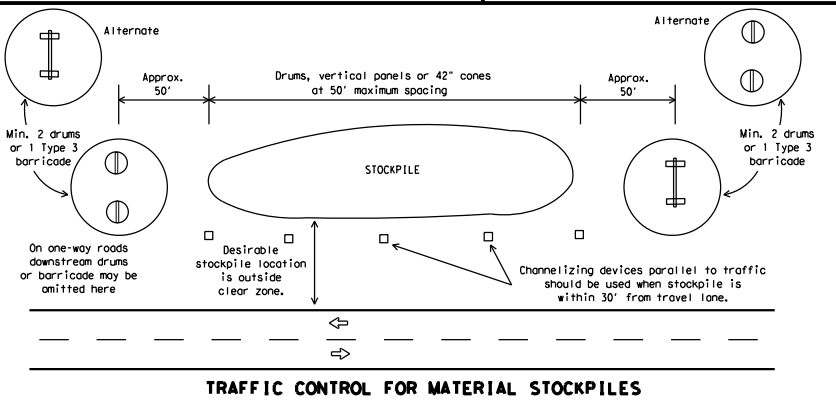 Alternate
Alternate
Approx.
50'
Drums, vertical panels or 42" cones
at 50' maximum spacing
Approx.
50'
Min. 2 drums
or 1 Type 3
barricade
STOCKPILE
Min. 2 drums
or 1 Type 3
barricade
On one-way roads
downstream drums
or barricade may be
omitted here
Desirable
stockpile location
is outside
clear zone.
Channelizing devices parallel to traffic
should be used when stockpile is
within 30' from travel lane.
TRAFFIC CONTROL FOR MATERIAL STOCKPILES